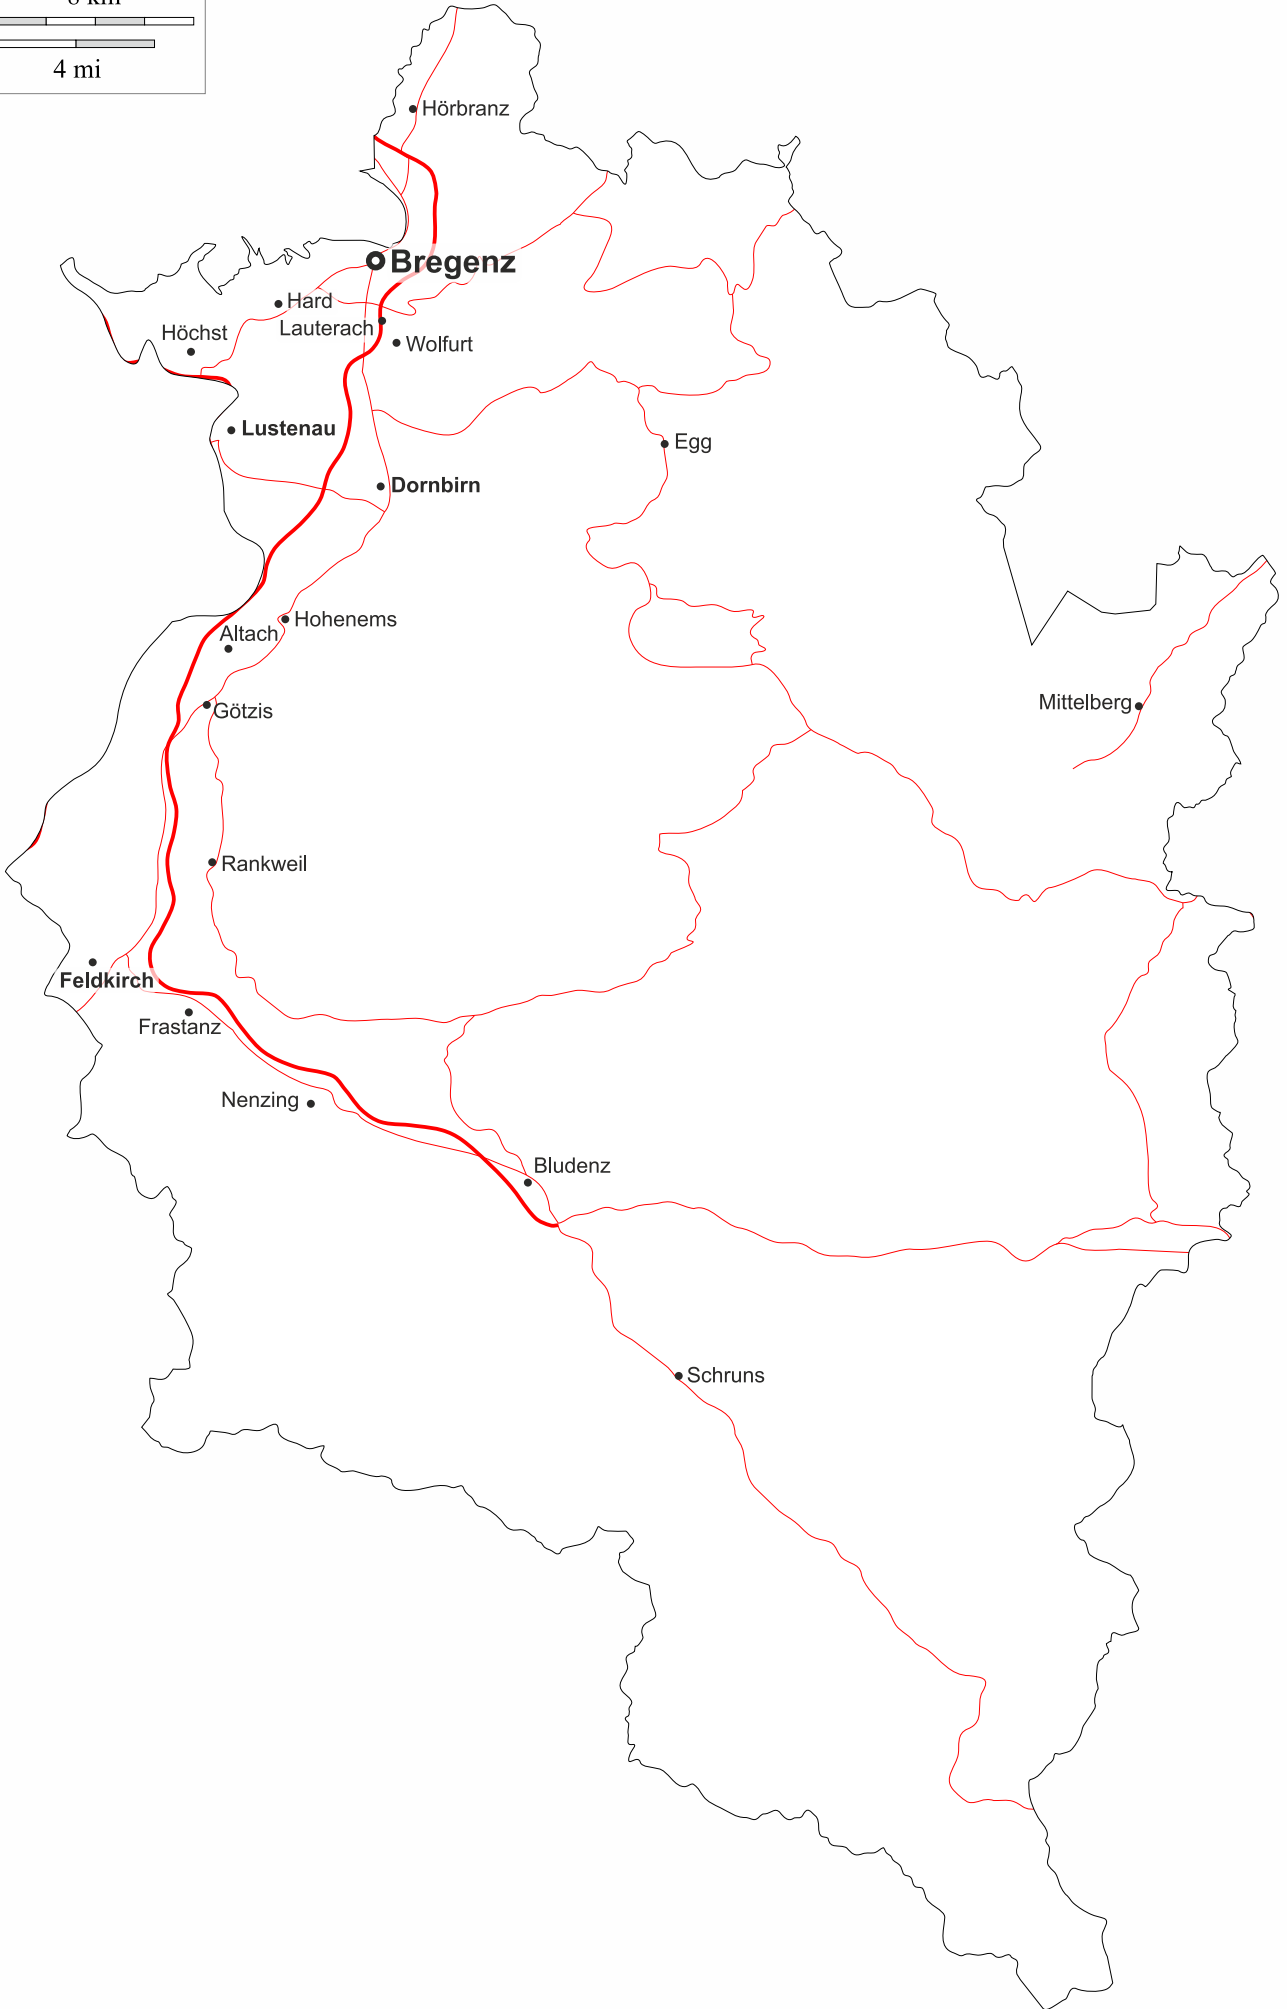 4 mi
Hörbranz
Bregenz
Hard
Lauterach
Höchst
Wolfurt
Lustenau
Egg
Dornbirn
Hohenems
Altach
Mittelberg
Götzis
Rankweil
Feldkirch
Frastanz
Nenzing
Bludenz
Schruns